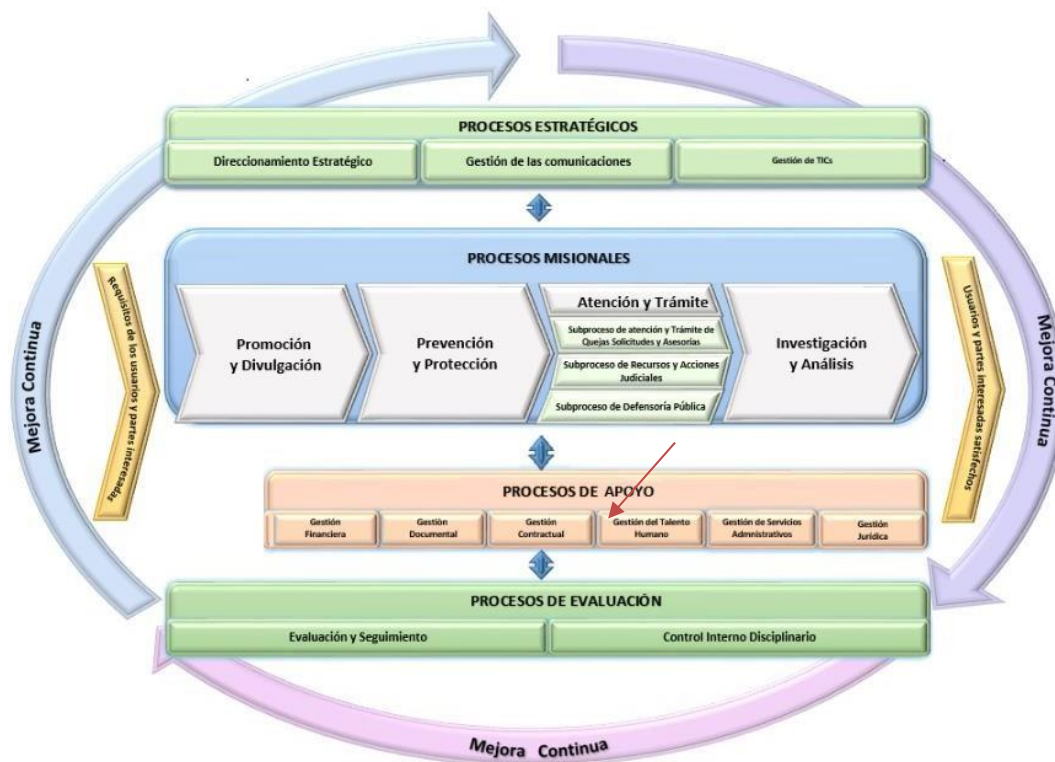 PROCESOS ESTRATÉGICOS
Direccionamiento Estratégico
Gestión de las comunicaciones
Gestión de TICs
PROCESOS MISIONALES
Promoción
y Divulgación
Prevención
y Protección
Atención y Trámite
Subproceso de atención y Trámite de
Quejas Solicitudes y Asesorías
Subproceso de Recursos y Acciones
Judiciales
Subproceso de Defensoría Pública
Investigación
y Análisis
Requisitos de los usuarios y partes interesadas
Usuarios y partes interesadas satisfechos
Mejora Continua
Mejora Continua
PROCESOS DE APOYO
Gestión
Financiera
Gestión
Documental
Gestión
Contractual
Gestión del Talento
Humano
Gestión de Servicios
Admnistrativos
Gestión
Jurídica
PROCESOS DE EVALUACIÓN
Evaluación y Seguimiento
Control Interno Disciplinario
Mejora Continua